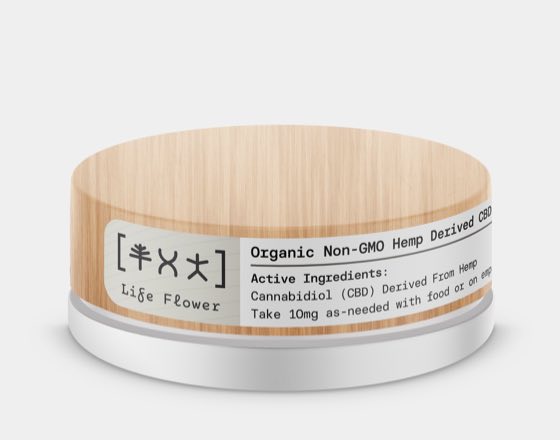 Life Flower
Organic Non-GMO Hemp Derived CBD
Active Ingredients:
Cannabidiol (CBD) Derived From Hemp
Take 10mg as-needed with food or on